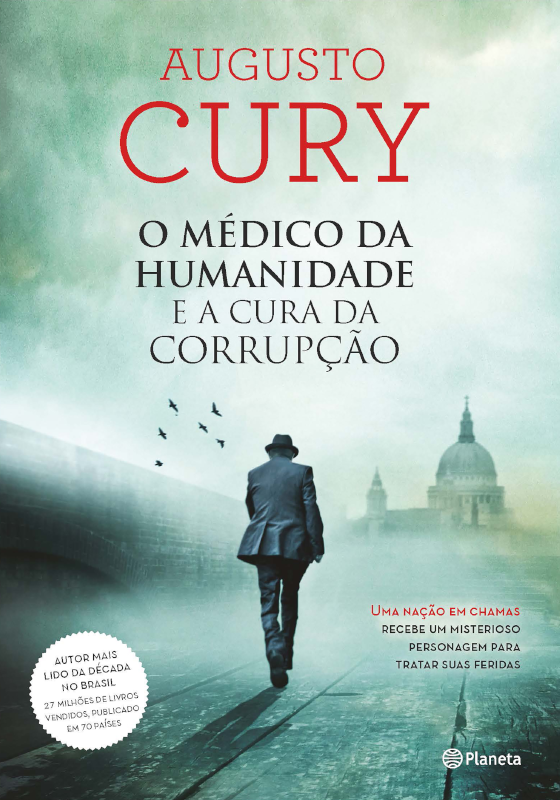 AUGUSTO
CURY
O MÉDICO DA
HUMANIDADE
E A CURA DA
CORRUPÇÃO
UMA NAÇÃO EM CHAMAS
RECEBE UM MISTERIOSO
PERSONAGEM PARA
TRATAR SUAS FERIDAS
AUTOR MAIS
LIDO DA DÉCADA
NO BRASIL
27 MILHÕES DE LIVROS
VENDIDOS, PUBLICADO
EM 70 PAÍSES
Planeta